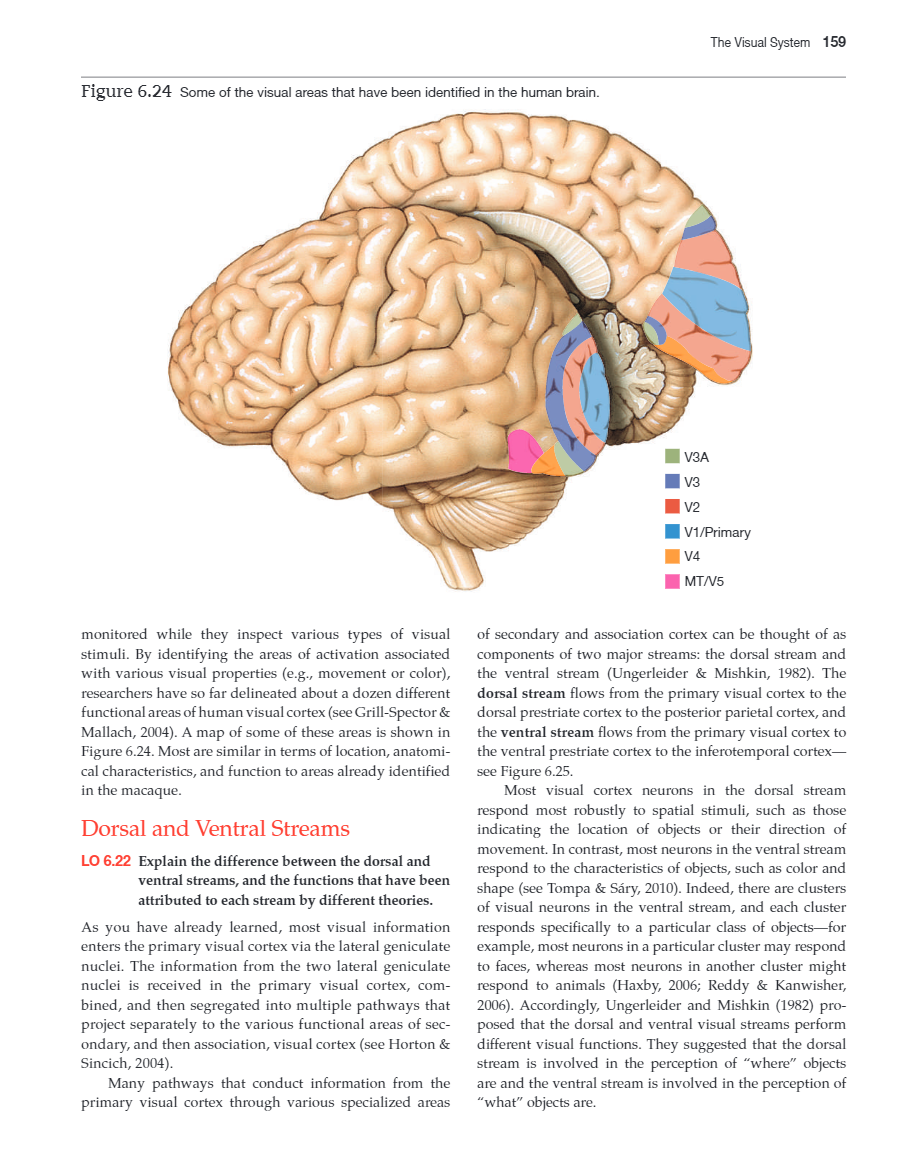 The Visual System 159
Figure 6.24 Some of the visual areas that have been identified in the human brain.
V3A
V3
V2
V1/Primary
V4
MT/V5
monitored while they inspect various types of visual
stimuli. By identifying the areas of activation associated
with various visual properties (e.g., movement or color),
researchers have so far delineated about a dozen different
functional areas of human visual cortex (see Grill-Spector &
Mallach, 2004). A map of some of these areas is shown in
Figure 6.24. Most are similar in terms of location, anatomi-
cal characteristics, and function to areas already identified
in the macaque.
Dorsal and Ventral Streams
LO 6.22 Explain the difference between the dorsal and
ventral streams, and the functions that have been
attributed to each stream by different theories.
As you have already learned, most visual information
enters the primary visual cortex via the lateral geniculate
nuclei. The information from the two lateral geniculate
nuclei is received in the primary visual cortex, com-
bined, and then segregated into multiple pathways that
project separately to the various functional areas of sec-
ondary, and then association, visual cortex (see Horton &
Sincich, 2004).
Many pathways that conduct information from the
primary visual cortex through various specialized areas
of secondary and association cortex can be thought of as
components of two major streams: the dorsal stream and
the ventral stream (Ungerleider & Mishkin, 1982). The
dorsal stream flows from the primary visual cortex to the
dorsal prestriate cortex to the posterior parietal cortex, and
the ventral stream flows from the primary visual cortex to
the ventral prestriate cortex to the inferotemporal cortex—
see Figure 6.25.
Most visual cortex neurons in the dorsal stream
respond most robustly to spatial stimuli, such as those
indicating the location of objects or their direction of
movement. In contrast, most neurons in the ventral stream
respond to the characteristics of objects, such as color and
shape (see Tompa & Sáry, 2010). Indeed, there are clusters
of visual neurons in the ventral stream, and each cluster
responds specifically to a particular class of objects—for
example, most neurons in a particular cluster may respond
to faces, whereas most neurons in another cluster might
respond to animals (Haxby, 2006; Reddy & Kanwisher,
2006). Accordingly, Ungerleider and Mishkin (1982) pro-
posed that the dorsal and ventral visual streams perform
different visual functions. They suggested that the dorsal
stream is involved in the perception of “where” objects
are and the ventral stream is involved in the perception of
“what” objects are.